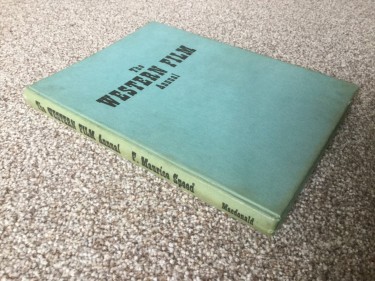 The
WESTERN FILM
Annual
The WESTERN FILM Annual F. Maurice Speed Macdonald